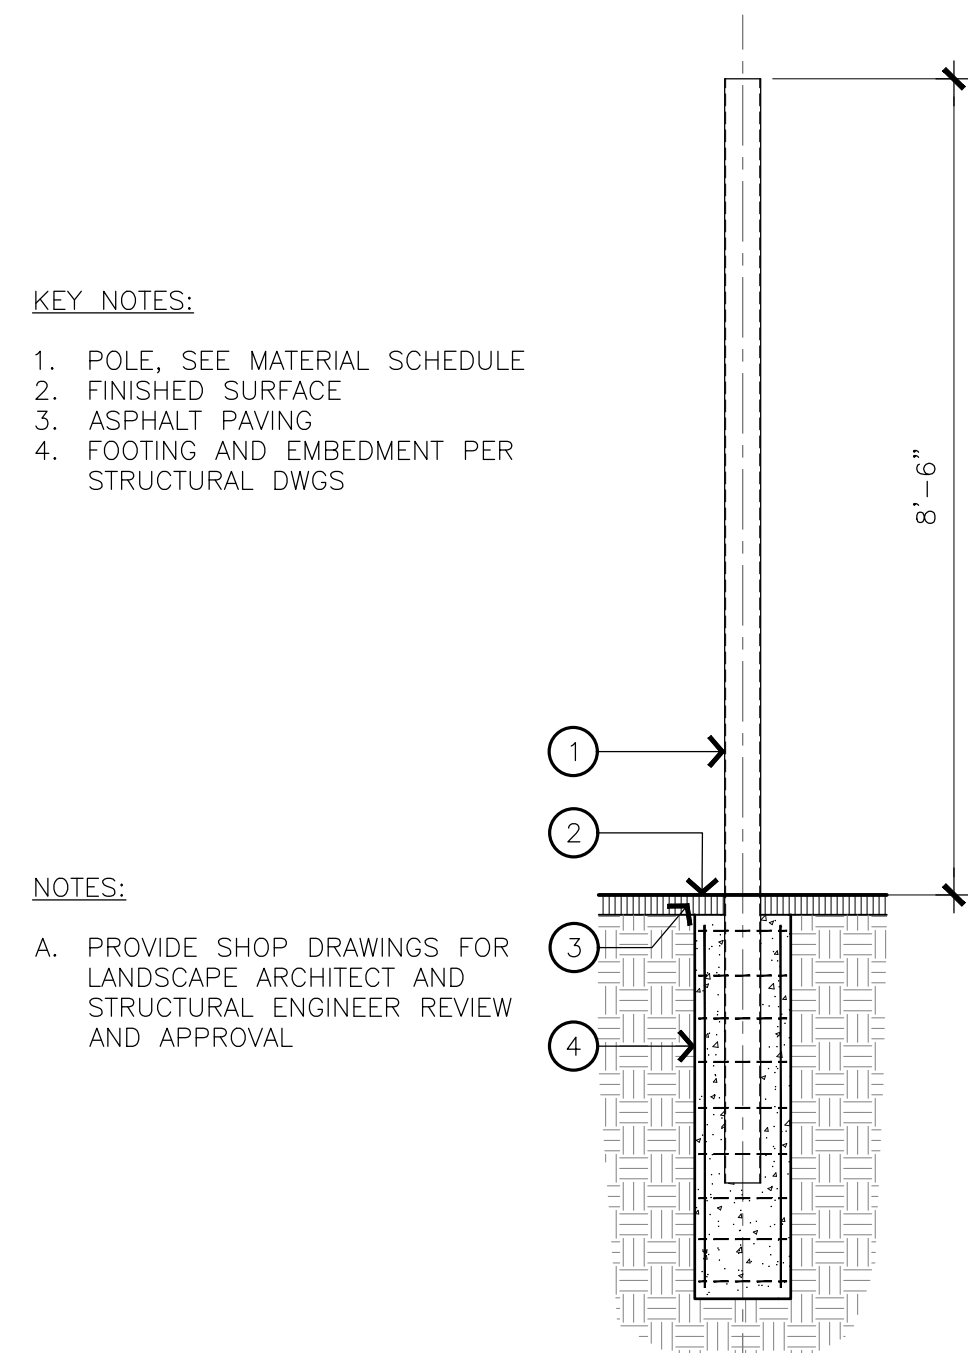 KEY NOTES:
1. POLE, SEE MATERIAL SCHEDULE
2. FINISHED SURFACE
3. ASPHALT PAVING
4. FOOTING AND EMBEDMENT PER
STRUCTURAL DWGS
8'-6"
1
2
NOTES:
3
A. PROVIDE SHOP DRAWINGS FOR
LANDSCAPE ARCHITECT AND
STRUCTURAL ENGINEER REVIEW
AND APPROVAL
4